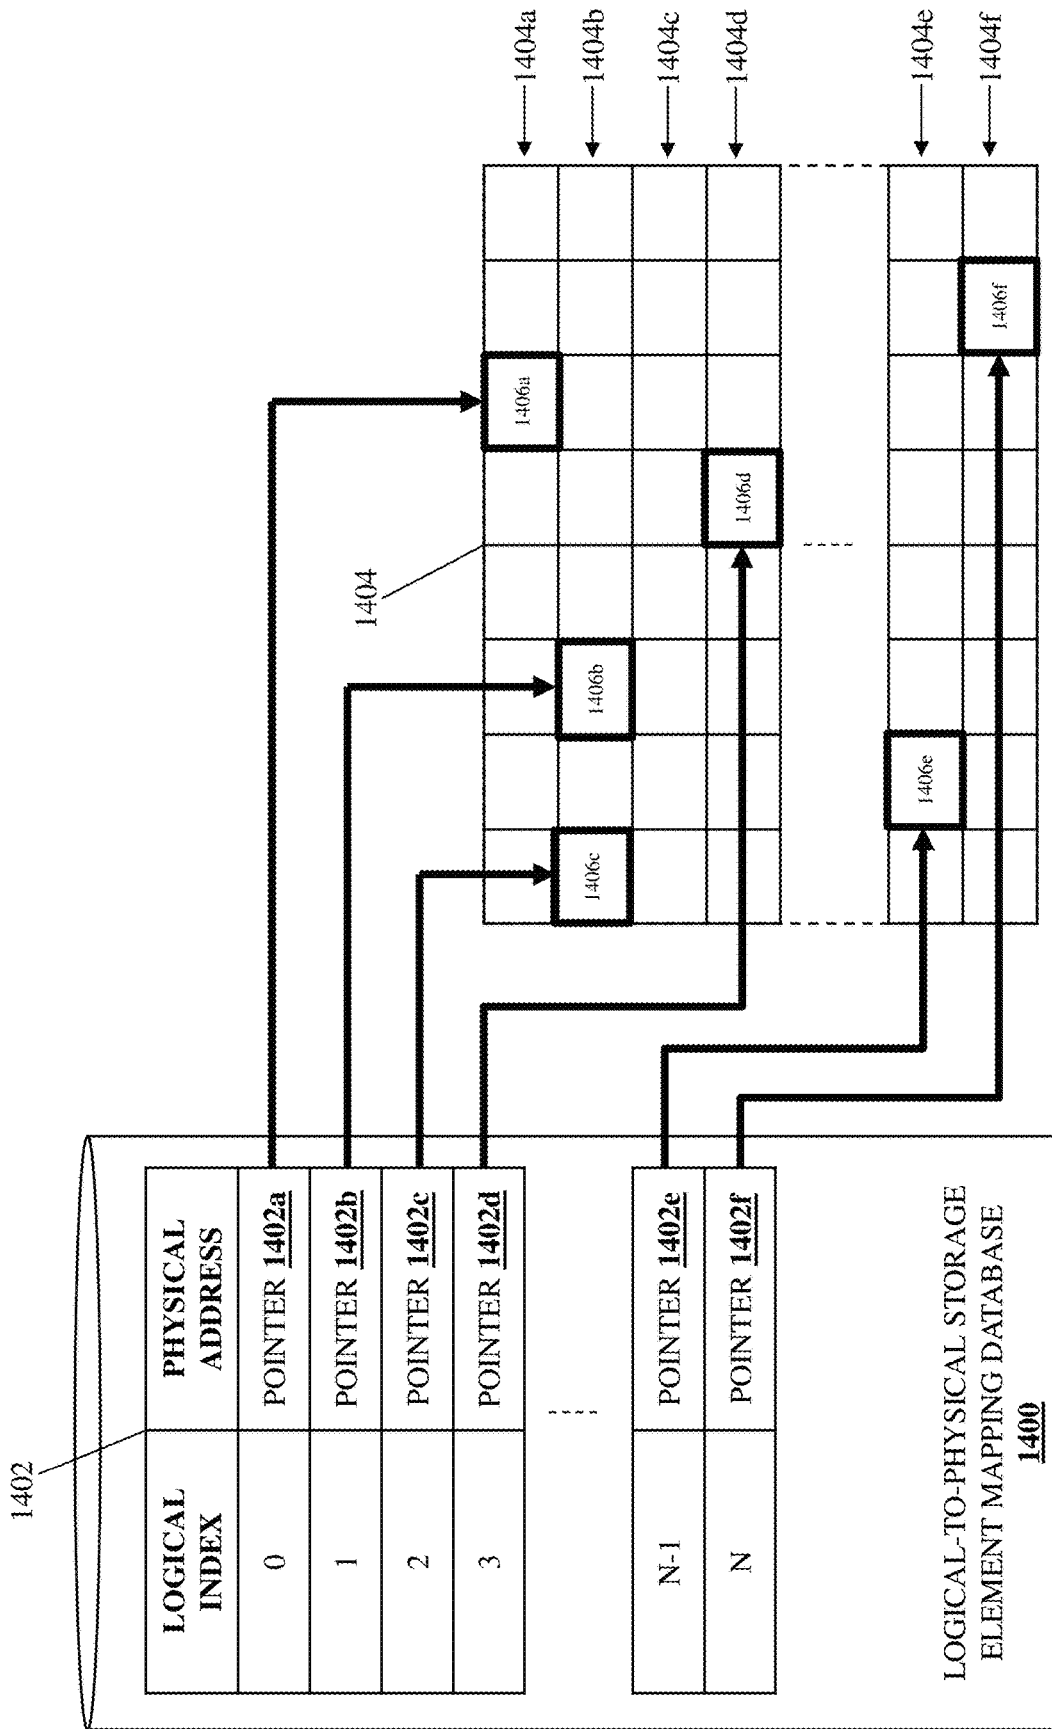 1402
LOGICAL INDEX
PHYSICAL ADDRESS
0
POINTER 1402a
1
POINTER 1402b
2
POINTER 1402c
3
POINTER 1402d
N-1
POINTER 1402e
N
POINTER 1402f
LOGICAL-TO-PHYSICAL STORAGE
ELEMENT MAPPING DATABASE
1400
1404
1406a
1406b
1406c
1406d
1406e
1406f
1404a
1404b
1404c
1404d
1404e
1404f